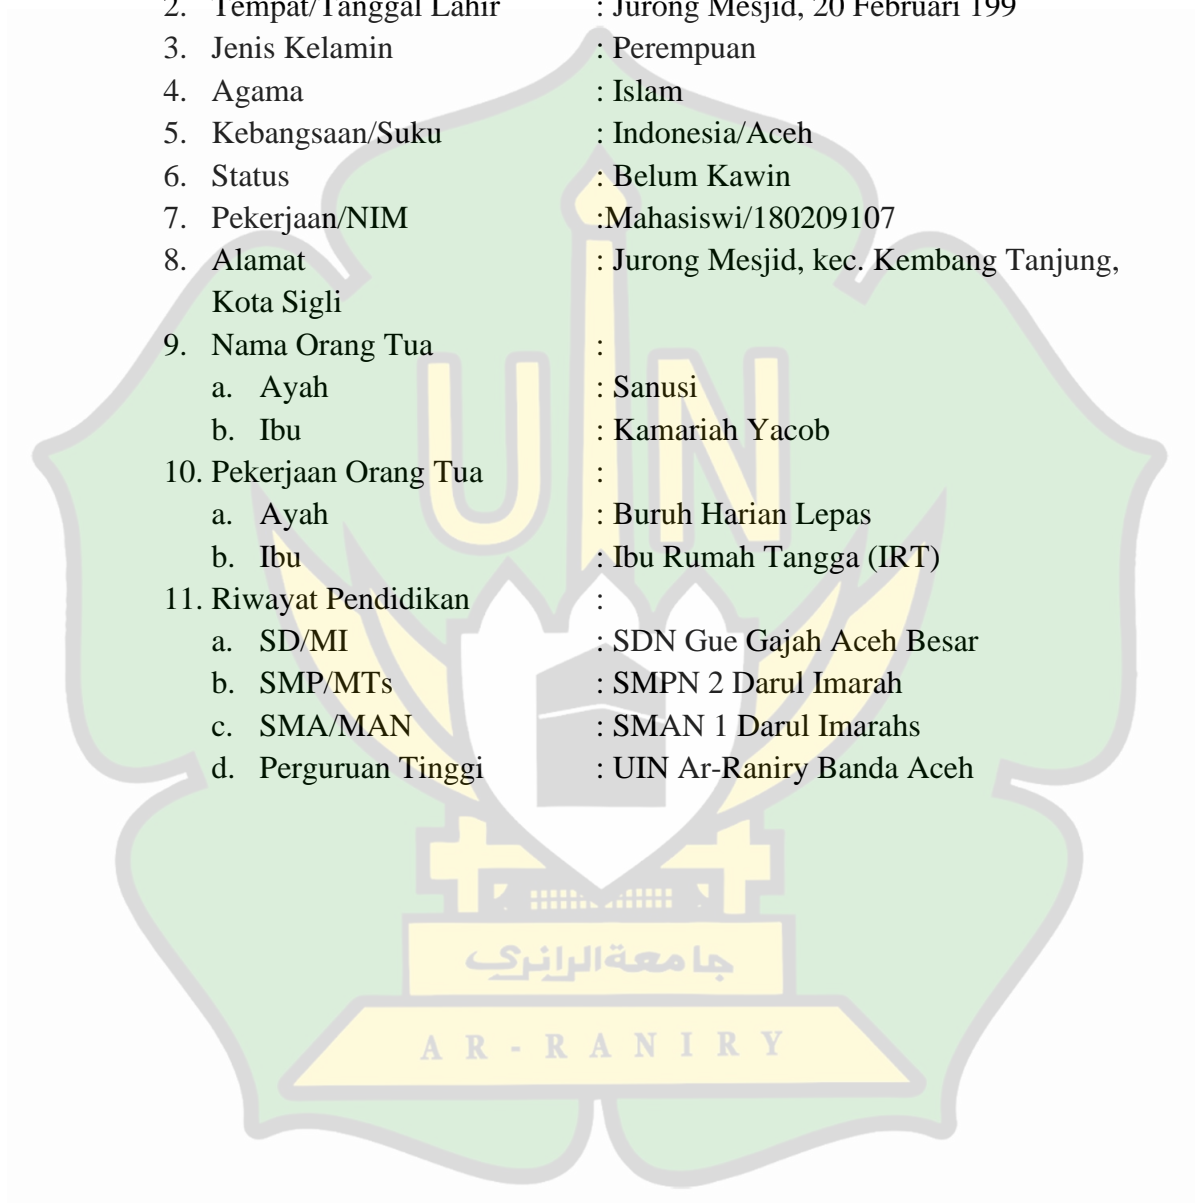 2. Tempat/Tanggal Lahir : Jurong Mesjid, 20 Februari 199
3. Jenis Kelamin : Perempuan
4. Agama : Islam
5. Kebangsaan/Suku : Indonesia/Aceh
6. Status : Belum Kawin
7. Pekerjaan/NIM :Mahasiswi/180209107
8. Alamat : Jurong Mesjid, kec. Kembang Tanjung,
Kota Sigli
9. Nama Orang Tua :
a. Ayah : Sanusi
b. Ibu : Kamariah Yacob
10. Pekerjaan Orang Tua :
a. Ayah : Buruh Harian Lepas
b. Ibu : Ibu Rumah Tangga (IRT)
11. Riwayat Pendidikan :
a. SD/MI : SDN Gue Gajah Aceh Besar
b. SMP/MTs : SMPN 2 Darul Imarah
c. SMA/MAN : SMAN 1 Darul Imarahs
d. Perguruan Tinggi : UIN Ar-Raniry Banda Aceh
UIN
جامعةالرانري
AR-RANIRY